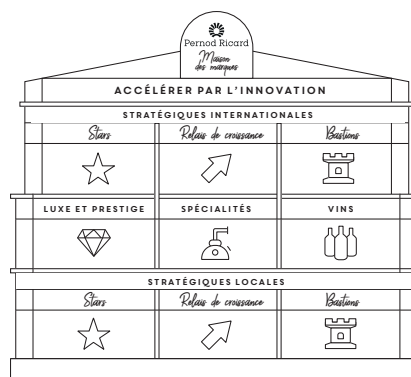 Pernod Ricard
Maison
des marques
ACCÉLÉRER PAR L'INNOVATION
STRATÉGIQUES INTERNATIONALES
Stars Relais de croissance Bastions
LUXE ET PRESTIGE SPÉCIALITÉS VINS
STRATÉGIQUES LOCALES
Stars Relais de croissance Bastions